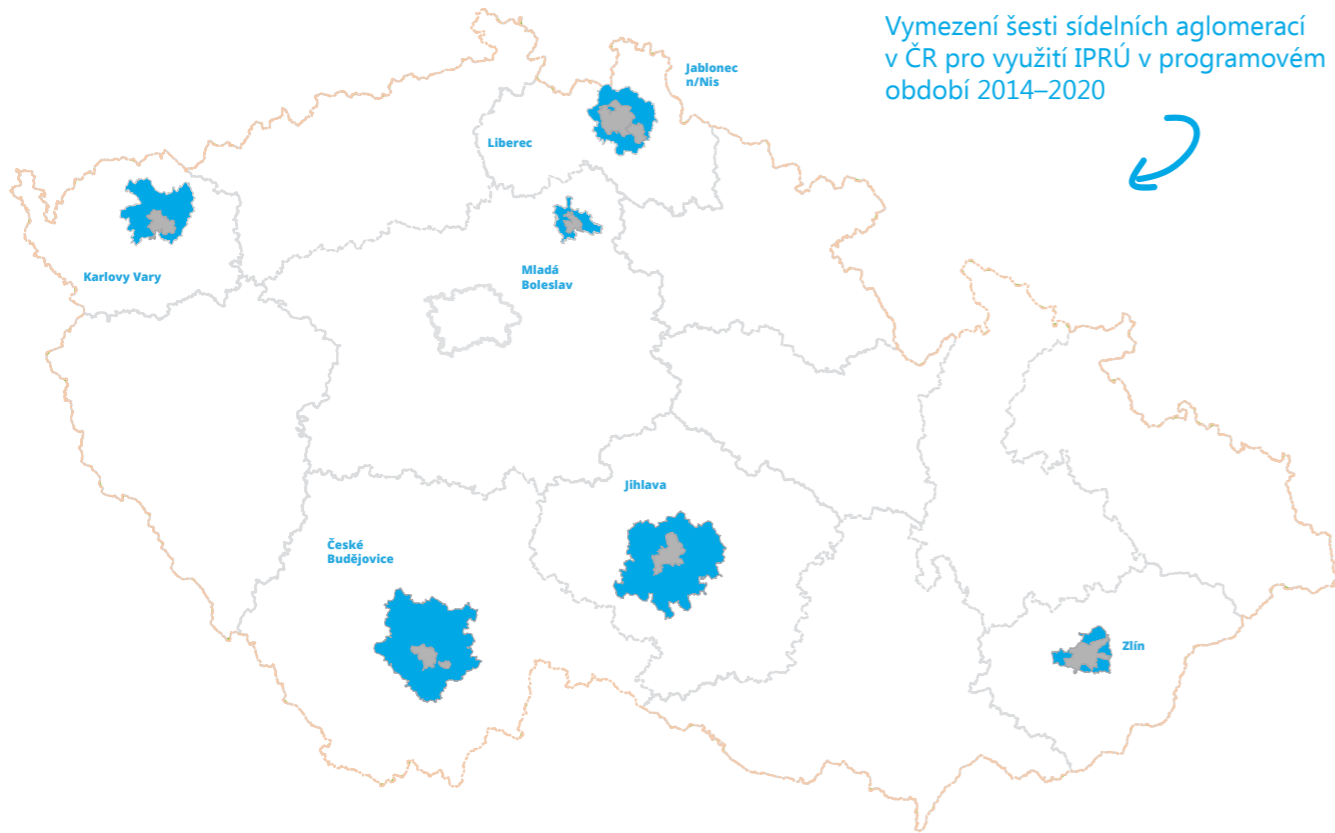 Vymezení šesti sídelních aglomerací
v ČR pro využití IPRÚ v programovém
období 2014–2020
Jablonec
n/Nis
Liberec
Karlovy Vary
Mladá
Boleslav
Jihlava
České
Budějovice
Zlín